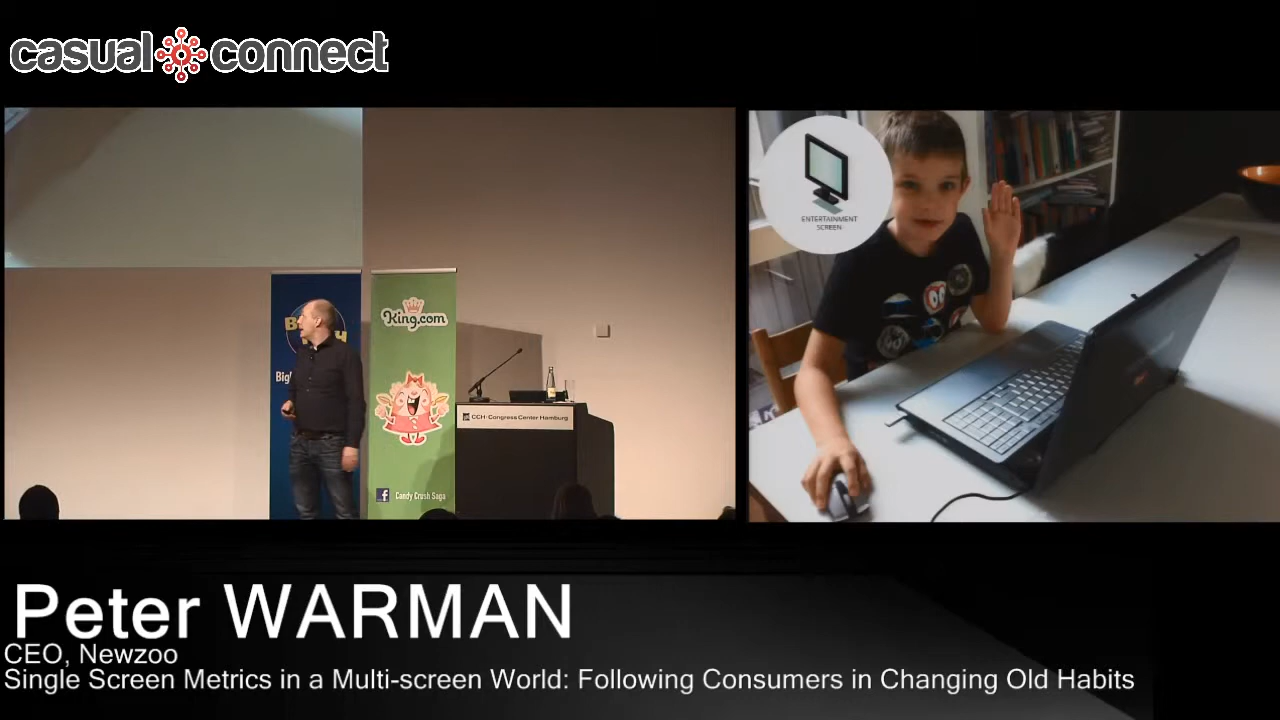 casual connect
ENTERTAINMENT
SCREEN
King.com
CCH - Congress Center Hamburg
Candy Crush Saga
Peter WARMAN
CEO, Newzoo
Single Screen Metrics in a Multi-screen World: Following Consumers in Changing Old Habits